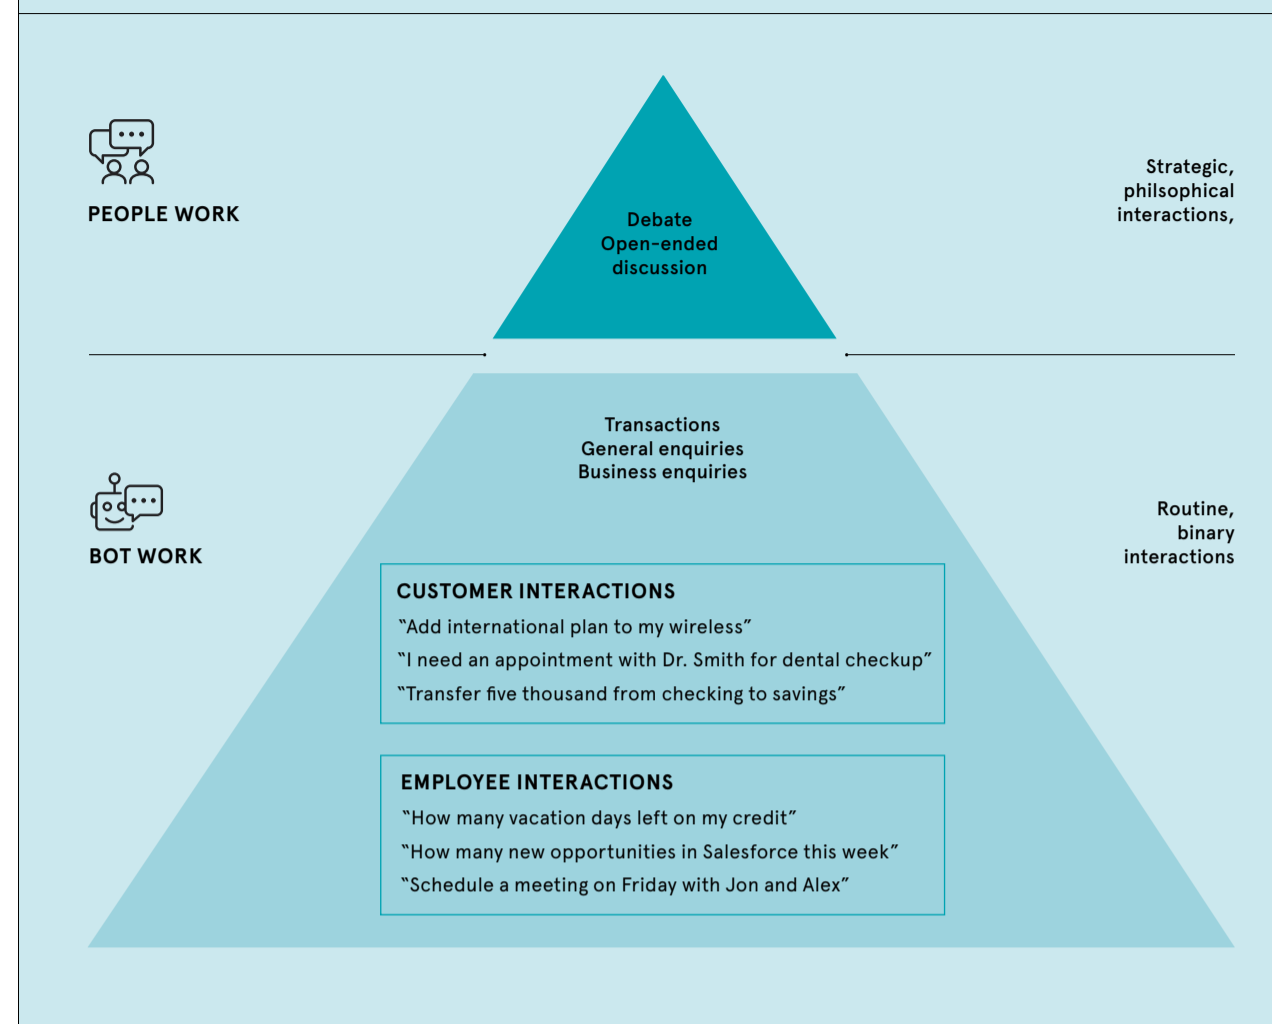 PEOPLE WORK
Debate
Open-ended
discussion
Strategic,
philsophical
interactions,
Transactions
General enquiries
Business enquiries
BOT WORK
Routine,
binary
interactions
CUSTOMER INTERACTIONS
“Add international plan to my wireless”
“I need an appointment with Dr. Smith for dental checkup”
“Transfer five thousand from checking to savings”
EMPLOYEE INTERACTIONS
“How many vacation days left on my credit”
“How many new opportunities in Salesforce this week”
“Schedule a meeting on Friday with Jon and Alex”